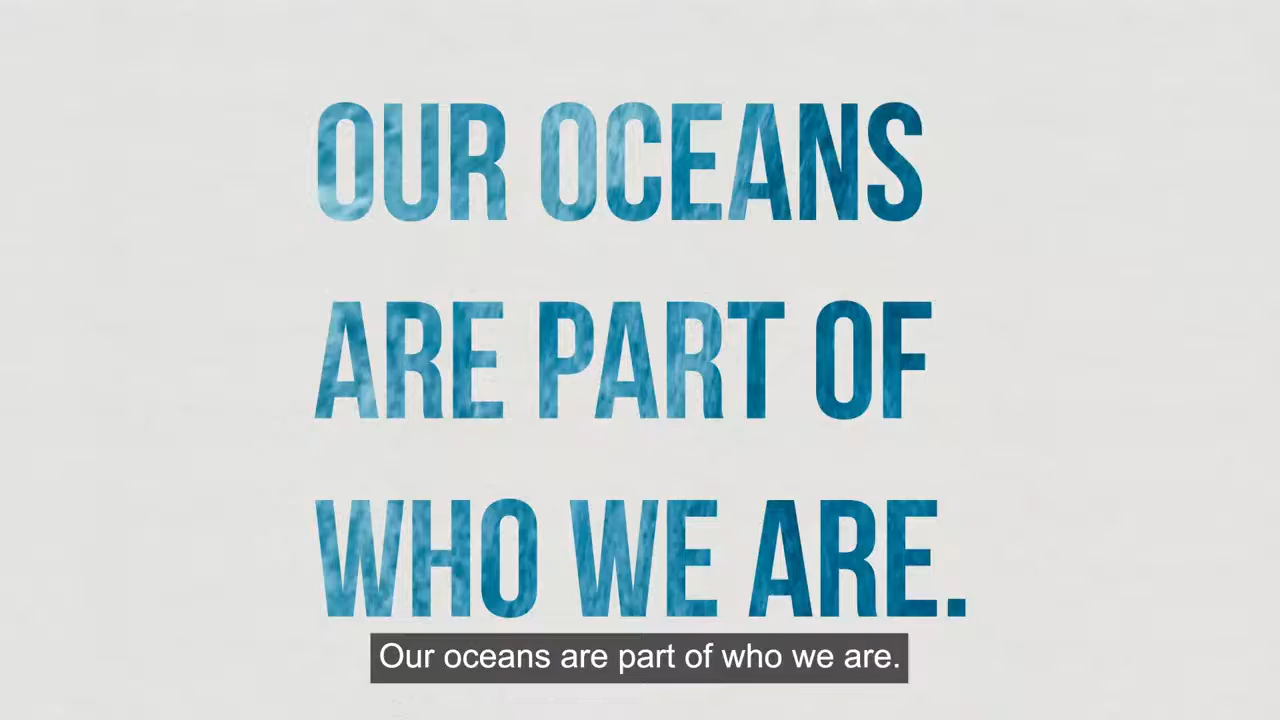 OUR OCEANS
ARE PART OF
WHO WE ARE.
Our oceans are part of who we are.